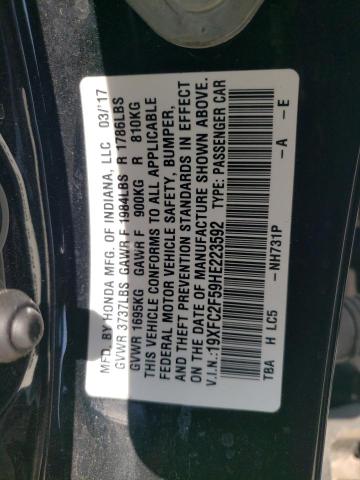 MFD. BY HONDA MFG. OF INDIANA, LLC 03/'17
GVWR 3737LBS GAWR F 1984LBS R 1786LBS
GVWR 1695KG GAWR F 900KG R 810KG
THIS VEHICLE CONFORMS TO ALL APPLICABLE
FEDERAL MOTOR VEHICLE SAFETY, BUMPER,
AND THEFT PREVENTION STANDARDS IN EFFECT
ON THE DATE OF MANUFACTURE SHOWN ABOVE.
V.I.N.: 19XFC2F59HE223592 TYPE: PASSENGER CAR
TBA H LC5 -NH731P -A -E